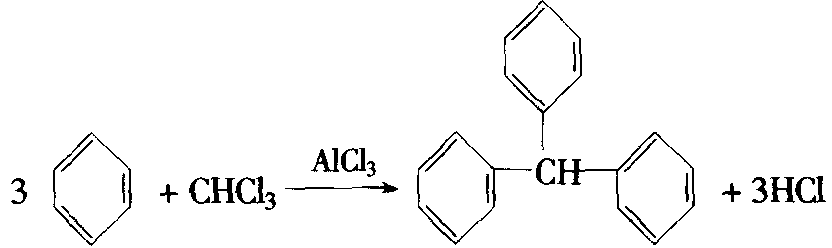 3 + CHCl₃ AlCl₃ CH + 3HCl